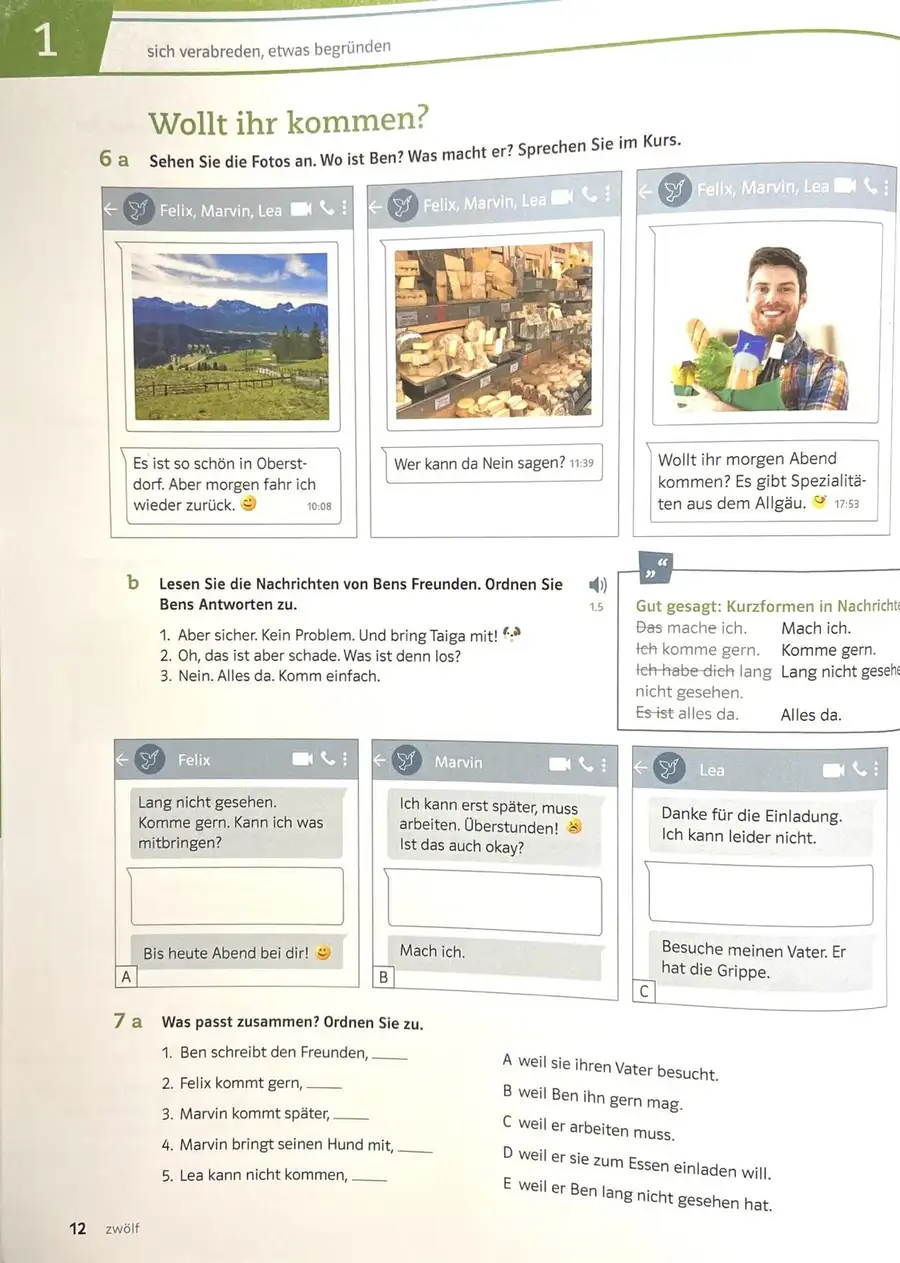 1
sich verabreden, etwas begründen
Wollt ihr kommen?
6 a Sehen Sie die Fotos an. Wo ist Ben? Was macht er? Sprechen Sie im Kurs.
Felix, Marvin, Lea
Es ist so schön in Oberst-
dorf. Aber morgen fahr ich
wieder zurück. 10:08
Felix, Marvin, Lea
Wer kann da Nein sagen? 11:39
Felix, Marvin, Lea
Wollt ihr morgen Abend
kommen? Es gibt Spezialitä-
ten aus dem Allgäu. 17:53
b Lesen Sie die Nachrichten von Bens Freunden. Ordnen Sie
Bens Antworten zu.
1.5
1. Aber sicher. Kein Problem. Und bring Taiga mit!
2. Oh, das ist aber schade. Was ist denn los?
3. Nein. Alles da. Komm einfach.
Gut gesagt: Kurzformen in Nachrichte
Das mache ich. Mach ich.
Ich komme gern. Komme gern.
Ich habe dich lang Lang nicht gesehe
nicht gesehen.
Es ist alles da. Alles da.
Felix
Lang nicht gesehen.
Komme gern. Kann ich was
mitbringen?
Bis heute Abend bei dir!
A
Marvin
Ich kann erst später, muss
arbeiten. Überstunden!
Ist das auch okay?
Mach ich.
B
Lea
Danke für die Einladung.
Ich kann leider nicht.
Besuche meinen Vater. Er
hat die Grippe.
C
7 a Was passt zusammen? Ordnen Sie zu.
1. Ben schreibt den Freunden, ____
2. Felix kommt gern, ____
3. Marvin kommt später, ____
4. Marvin bringt seinen Hund mit, ____
5. Lea kann nicht kommen, ____
A weil sie ihren Vater besucht.
B weil Ben ihn gern mag.
C weil er arbeiten muss.
D weil er sie zum Essen einladen will.
E weil er Ben lang nicht gesehen hat.
12 zwölf